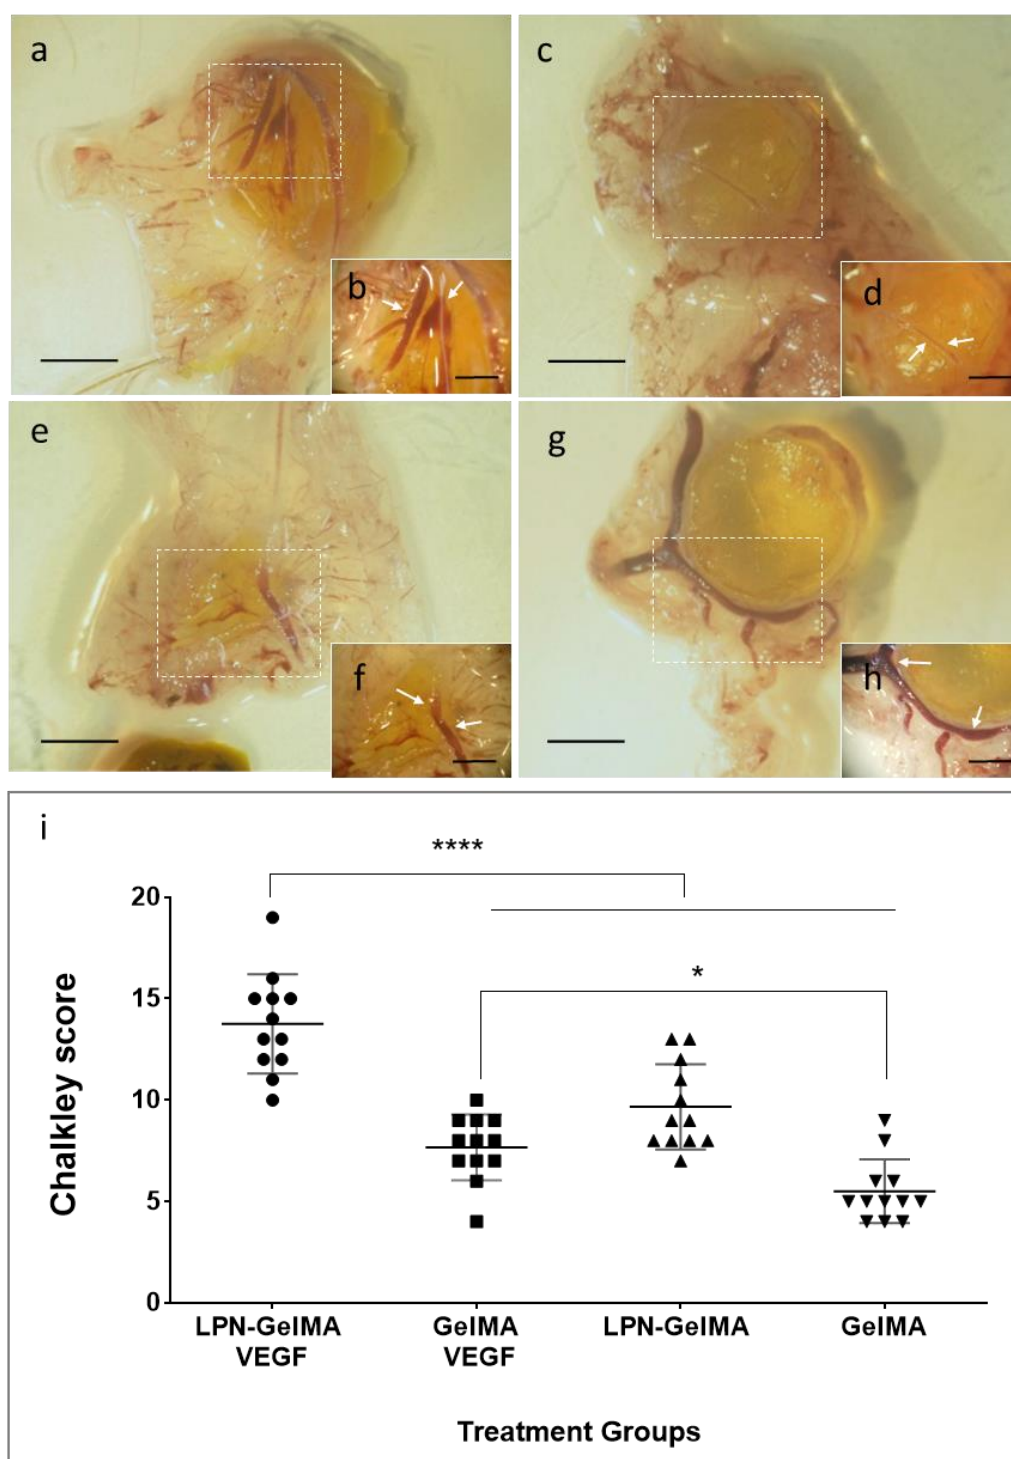 a
c
b
d
e
g
f
h
i
****
20
*
15
10
5
0
Chalkley score
LPN-GelMA
VEGF
GelMA
VEGF
LPN-GelMA
GelMA
Treatment Groups